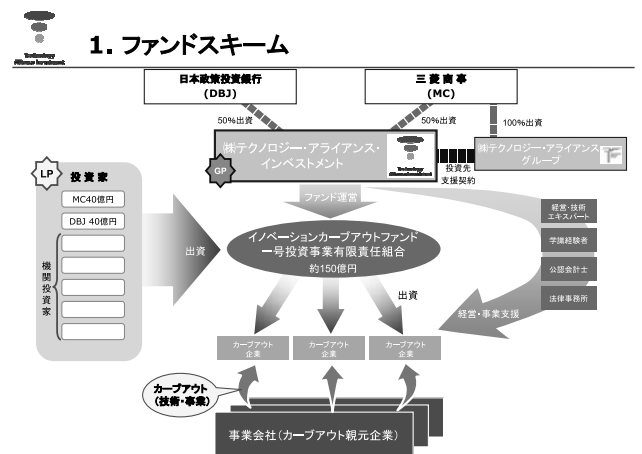 Technology
Alliance Investment
1. ファンドスキーム
日本政策投資銀行
(DBJ)
三菱商事
(MC)
50%出資
50%出資
100%出資
㈱テクノロジー・アライアンス・
インベストメント
GP
Technology
Alliance Investment
㈱テクノロジー・アライアンス
グループ
投資先
支援契約
LP
投資家
MC40億円
DBJ 40億円
機関投資家
出資
ファンド運営
イノベーションカーブアウトファンド
一号投資事業有限責任組合
約150億円
出資
経営・技術
エキスパート
学識経験者
公認会計士
法律事務所
経営・事業支援
カーブアウト
企業
カーブアウト
企業
カーブアウト
企業
カーブアウト
(技術・事業)
事業会社(カーブアウト親元企業)